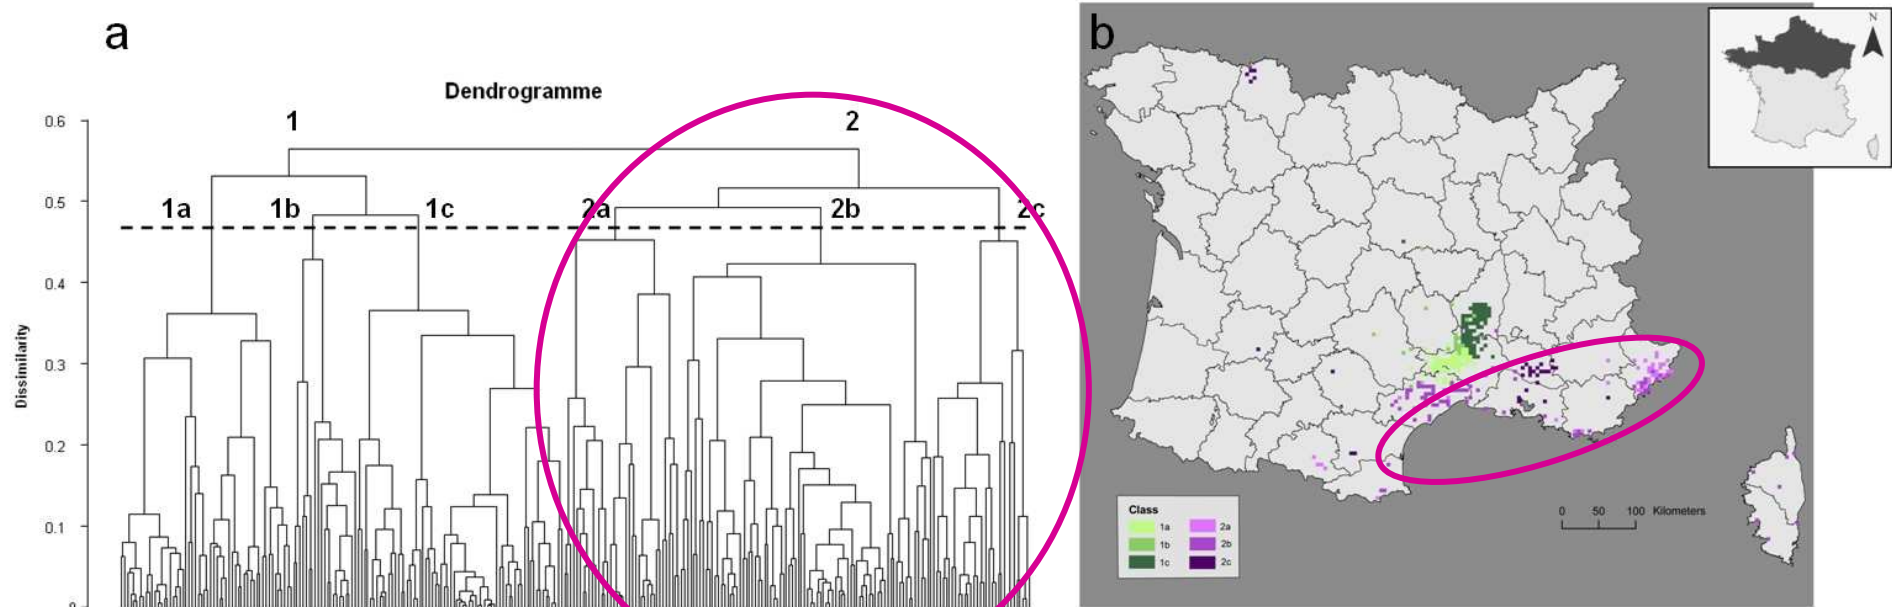 a
Dendrogramme
1
2
0.6
0.5
0.4
0.3
0.2
0.1
0
Dissimilarity
1a
1b
1c
2a
2b
2c
b
N
Class
1a
2a
1b
2b
1c
2c
0 50 100 Kilometers